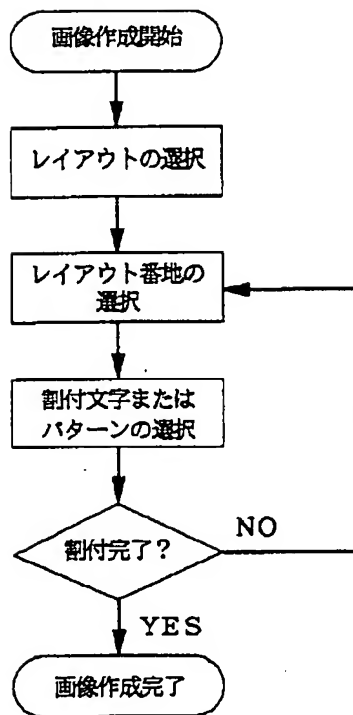 画像作成開始
レイアウトの選択
レイアウト番地の
選択
割付文字または
パターンの選択
割付完了？
NO
YES
画像作成完了